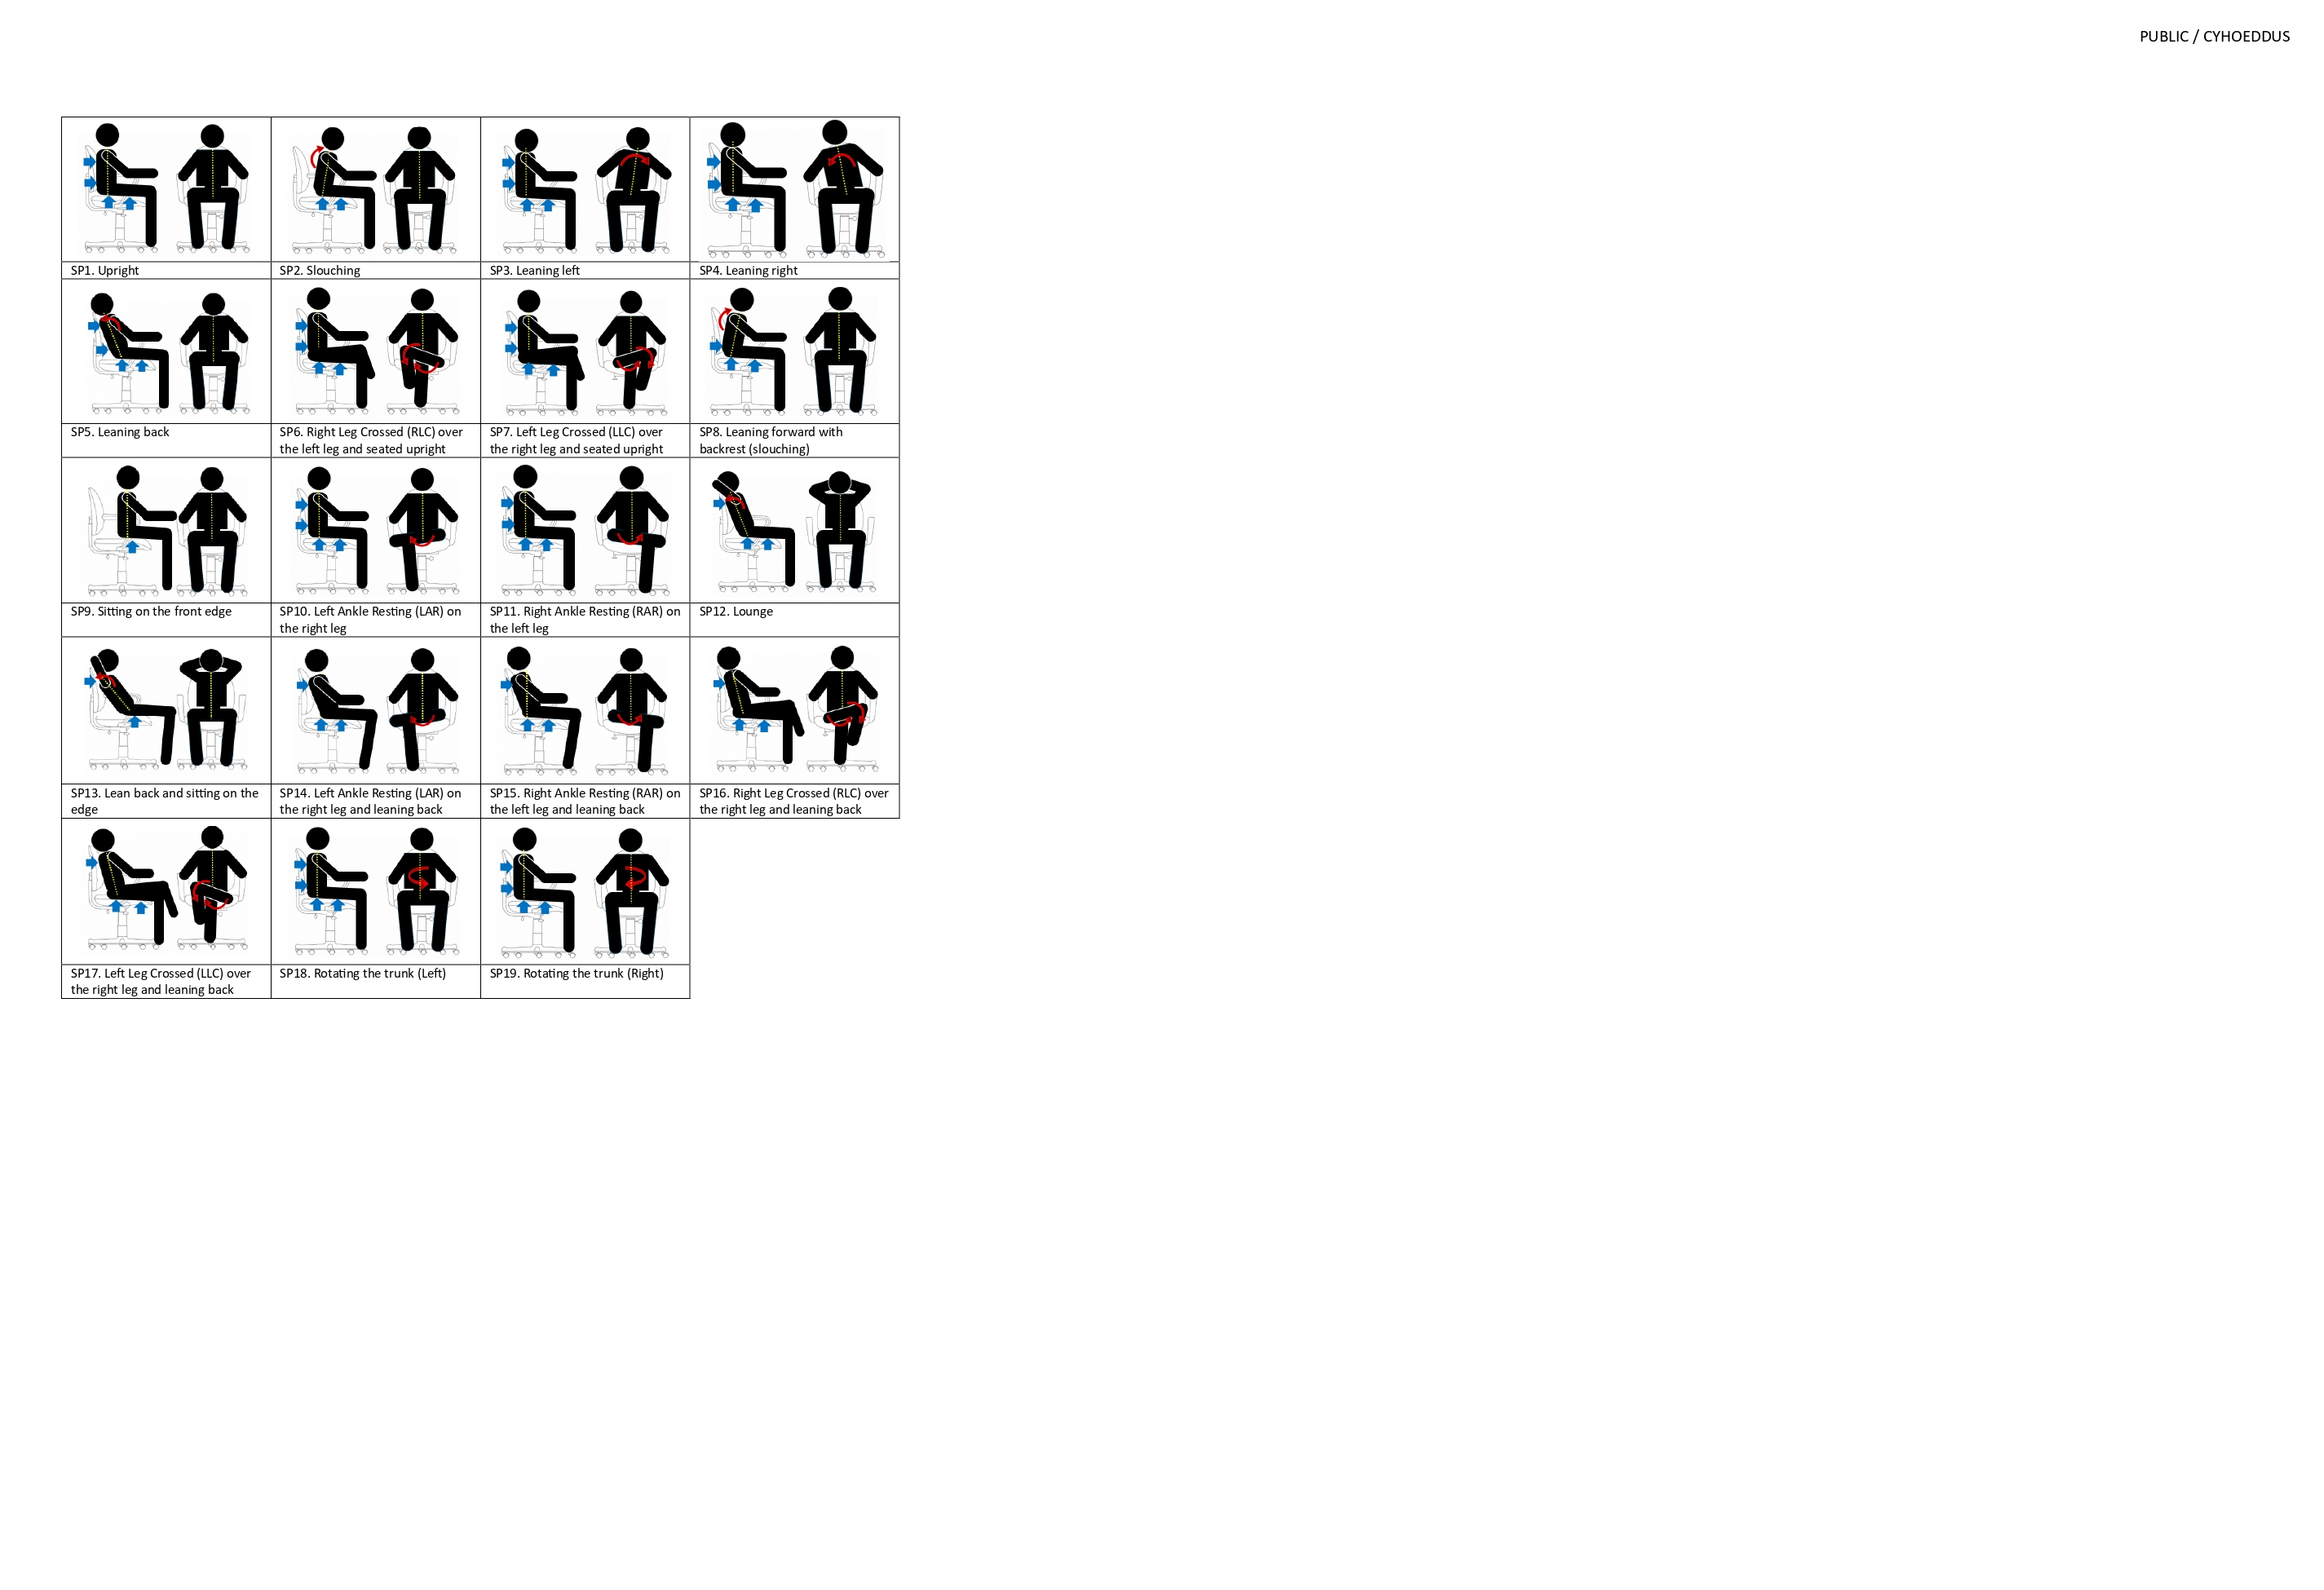 PUBLIC / CYHOEDDUS
SP1. Upright
SP2. Slouching
SP3. Leaning left
SP4. Leaning right
SP5. Leaning back
SP6. Right Leg Crossed (RLC) over
the left leg and seated upright
SP7. Left Leg Crossed (LLC) over
the right leg and seated upright
SP8. Leaning forward with
backrest (slouching)
SP9. Sitting on the front edge
SP10. Left Ankle Resting (LAR) on
the right leg
SP11. Right Ankle Resting (RAR) on
the left leg
SP12. Lounge
SP13. Lean back and sitting on the
edge
SP14. Left Ankle Resting (LAR) on
the right leg and leaning back
SP15. Right Ankle Resting (RAR) on
the left leg and leaning back
SP16. Right Leg Crossed (RLC) over
the right leg and leaning back
SP17. Left Leg Crossed (LLC) over
the right leg and leaning back
SP18. Rotating the trunk (Left)
SP19. Rotating the trunk (Right)